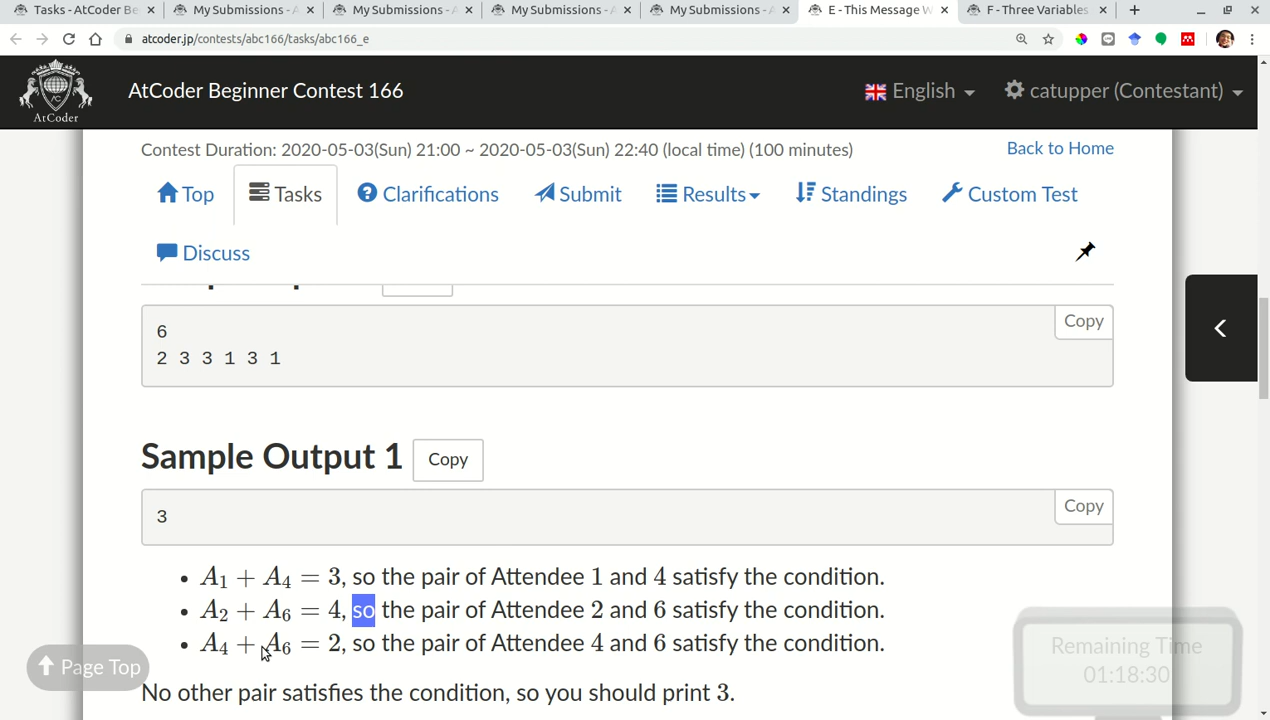 Tasks - AtCoder Be
My Submissions - A
My Submissions - A
My Submissions - A
My Submissions - A
E - This Message W
F - Three Variables
atcoder.jp/contests/abc166/tasks/abc166_e
AtCoder
AtCoder Beginner Contest 166
English
catupper (Contestant)
Contest Duration: 2020-05-03(Sun) 21:00 ~ 2020-05-03(Sun) 22:40 (local time) (100 minutes)
Back to Home
Top
Tasks
Clarifications
Submit
Results
Standings
Custom Test
Discuss
6
2 3 3 1 3 1
Copy
Sample Output 1
Copy
3
Copy
• A₁ + A₄ = 3, so the pair of Attendee 1 and 4 satisfy the condition.
• A₂ + A₆ = 4, so the pair of Attendee 2 and 6 satisfy the condition.
• A₄ + A₆ = 2, so the pair of Attendee 4 and 6 satisfy the condition.
No other pair satisfies the condition, so you should print 3.
Page Top
Remaining Time
01:18:30